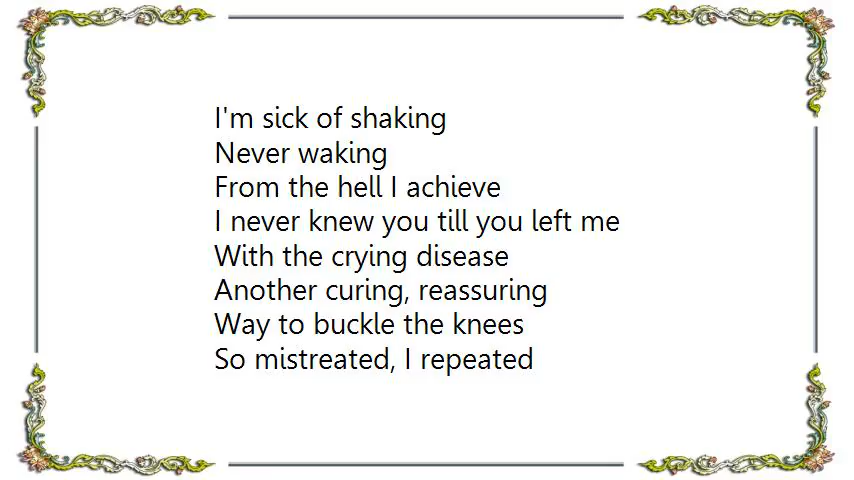 I'm sick of shaking
Never waking
From the hell I achieve
I never knew you till you left me
With the crying disease
Another curing, reassuring
Way to buckle the knees
So mistreated, I repeated